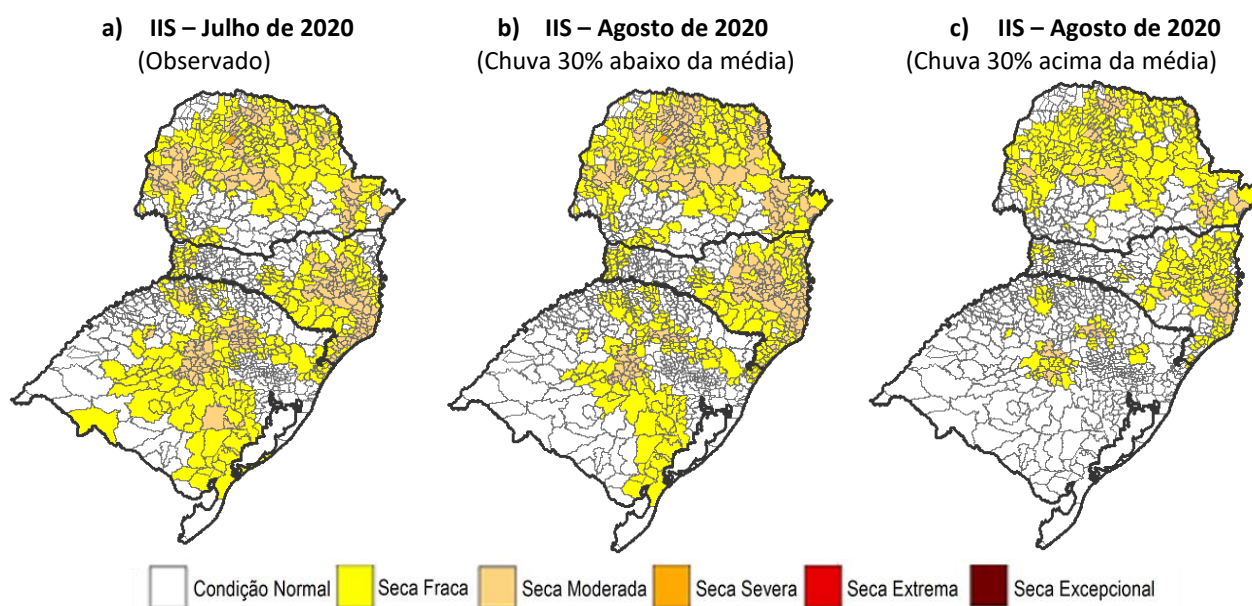 a) IIS – Julho de 2020
(Observado)
b) IIS – Agosto de 2020
(Chuva 30% abaixo da média)
c) IIS – Agosto de 2020
(Chuva 30% acima da média)
Condição Normal
Seca Fraca
Seca Moderada
Seca Severa
Seca Extrema
Seca Excepcional